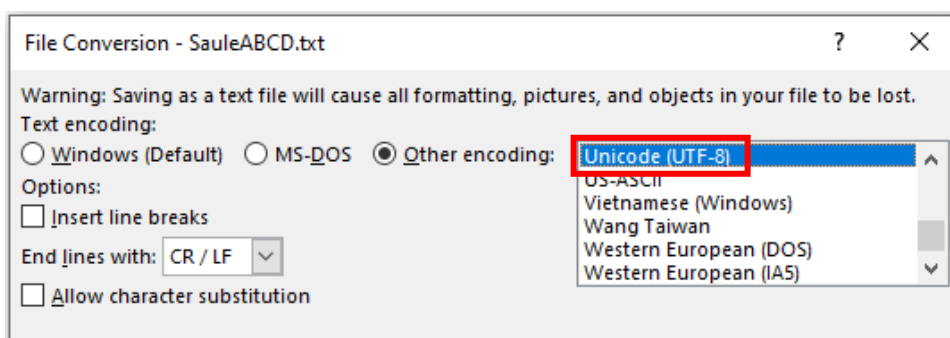 File Conversion - SauleABCD.txt ? ×
Warning: Saving as a text file will cause all formatting, pictures, and objects in your file to be lost.
Text encoding:
Windows (Default) MS-DOS Other encoding: Unicode (UTF-8)
US-ASCII
Options:
Vietnamese (Windows)
Insert line breaks
Wang Taiwan
End lines with: CR / LF
Western European (DOS)
Western European (IA5)
Allow character substitution